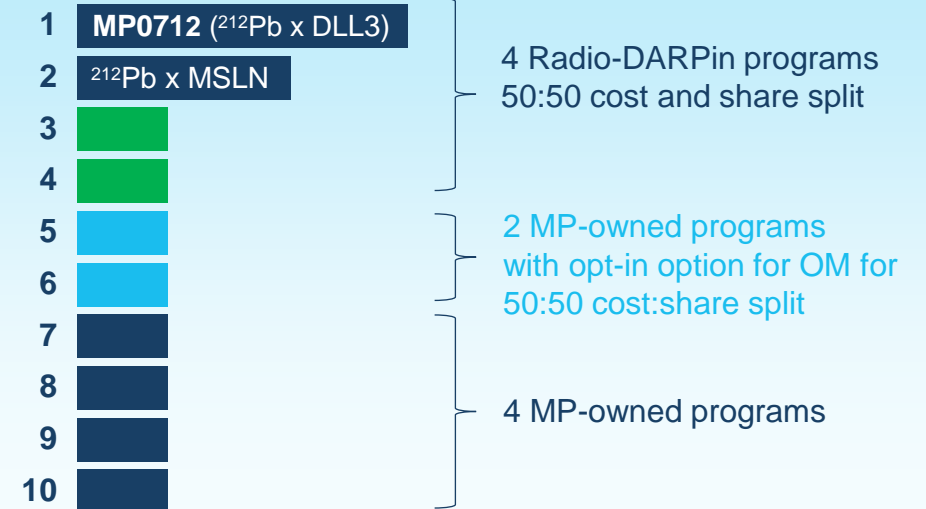 1 MP0712 (²¹²Pb x DLL3)
2 ²¹²Pb x MSLN
3
4
4 Radio-DARPin programs
50:50 cost and share split
5
6
2 MP-owned programs
with opt-in option for OM for
50:50 cost:share split
7
8
9
10
4 MP-owned programs